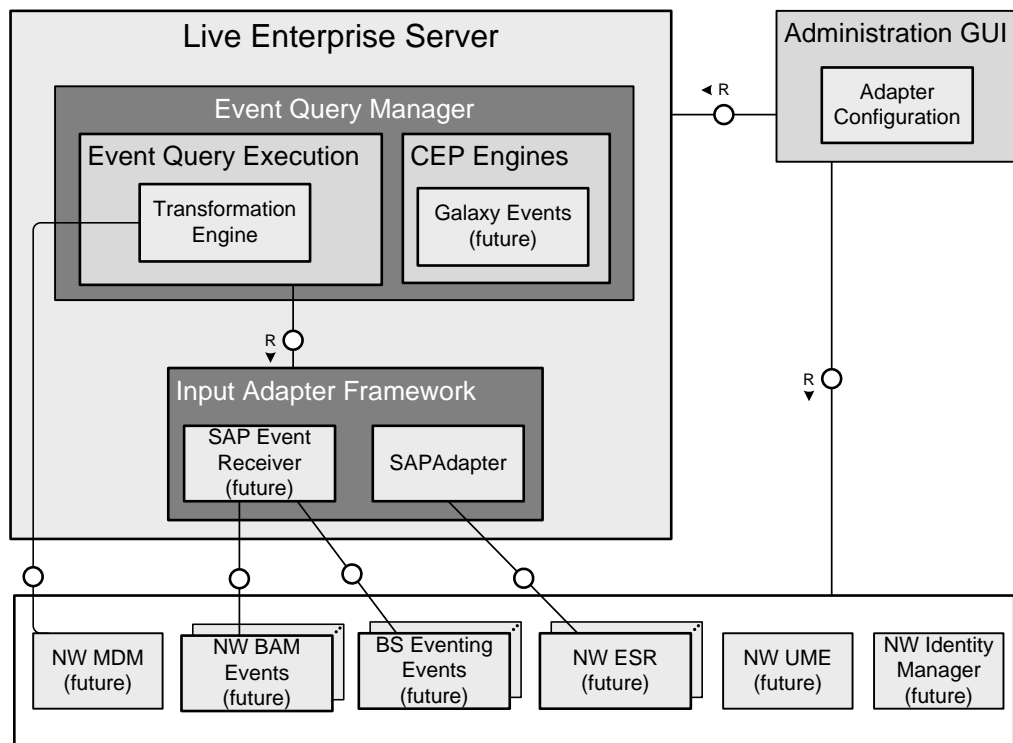 Live Enterprise Server
Administration GUI
Adapter
Configuration
R
Event Query Manager
Event Query Execution
CEP Engines
Transformation
Engine
Galaxy Events
(future)
R
Input Adapter Framework
SAP Event
Receiver
(future)
SAPAdapter
R
NW MDM
(future)
NW BAM
Events
(future)
BS Eventing
Events
(future)
NW ESR
(future)
NW UME
(future)
NW Identity
Manager
(future)